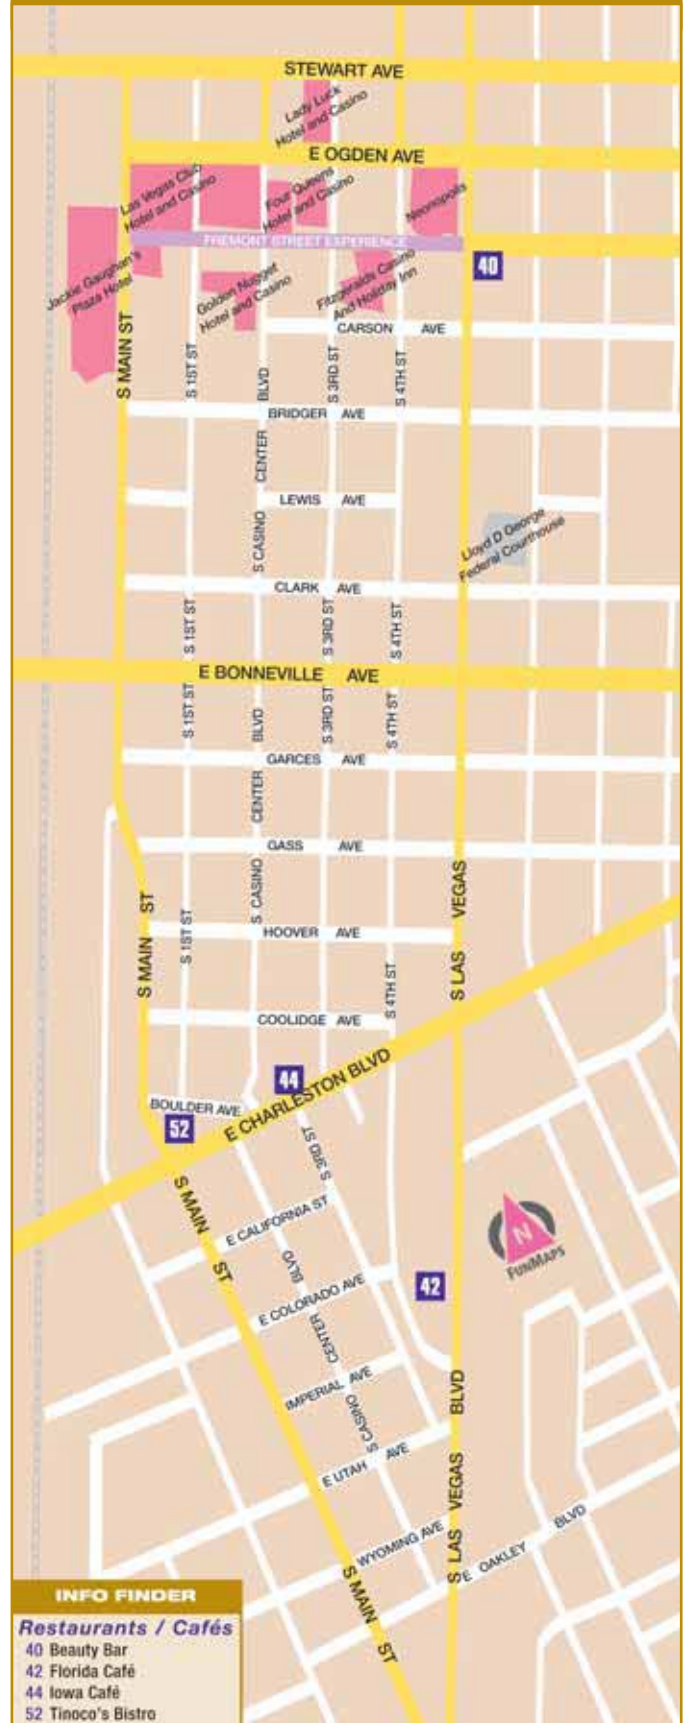 STEWART AVE
Lady Luck
Hotel and Casino
E OGDEN AVE
Las Vegas Club
Hotel and Casino
Four Queens
Hotel and Casino
Neonopolis
FREMONT STREET EXPERIENCE
40
Jackie Gaughan's
Plaza Hotel
Golden Nugget
Hotel and Casino
Fitzgeralds Casino
And Holiday Inn
CARSON AVE
S MAIN ST
S 1ST ST
BLVD
S 3RD ST
S 4TH ST
BRIDGER AVE
CENTER
LEWIS AVE
S CASINO
Lloyd D George
Federal Courthouse
CLARK AVE
S 1ST ST
S 3RD ST
S 4TH ST
E BONNEVILLE AVE
S 1ST ST
BLVD
S 3RD ST
S 4TH ST
GARCES AVE
CENTER
GASS AVE
S CASINO
S LAS VEGAS
S MAIN ST
S 1ST ST
HOOVER AVE
S 4TH ST
COOLIDGE AVE
44
BOULDER AVE
E CHARLESTON BLVD
52
S 3RD ST
S MAIN ST
E CALIFORNIA ST
N
FUNMAPS
BLVD
42
E COLORADO AVE
CENTER
IMPERIAL AVE
BLVD
S CASINO
E UTAH AVE
S LAS VEGAS
WYOMING AVE
E OAKLEY BLVD
S MAIN ST
INFO FINDER
Restaurants / Cafés
40 Beauty Bar
42 Florida Café
44 Iowa Café
52 Tinoco's Bistro